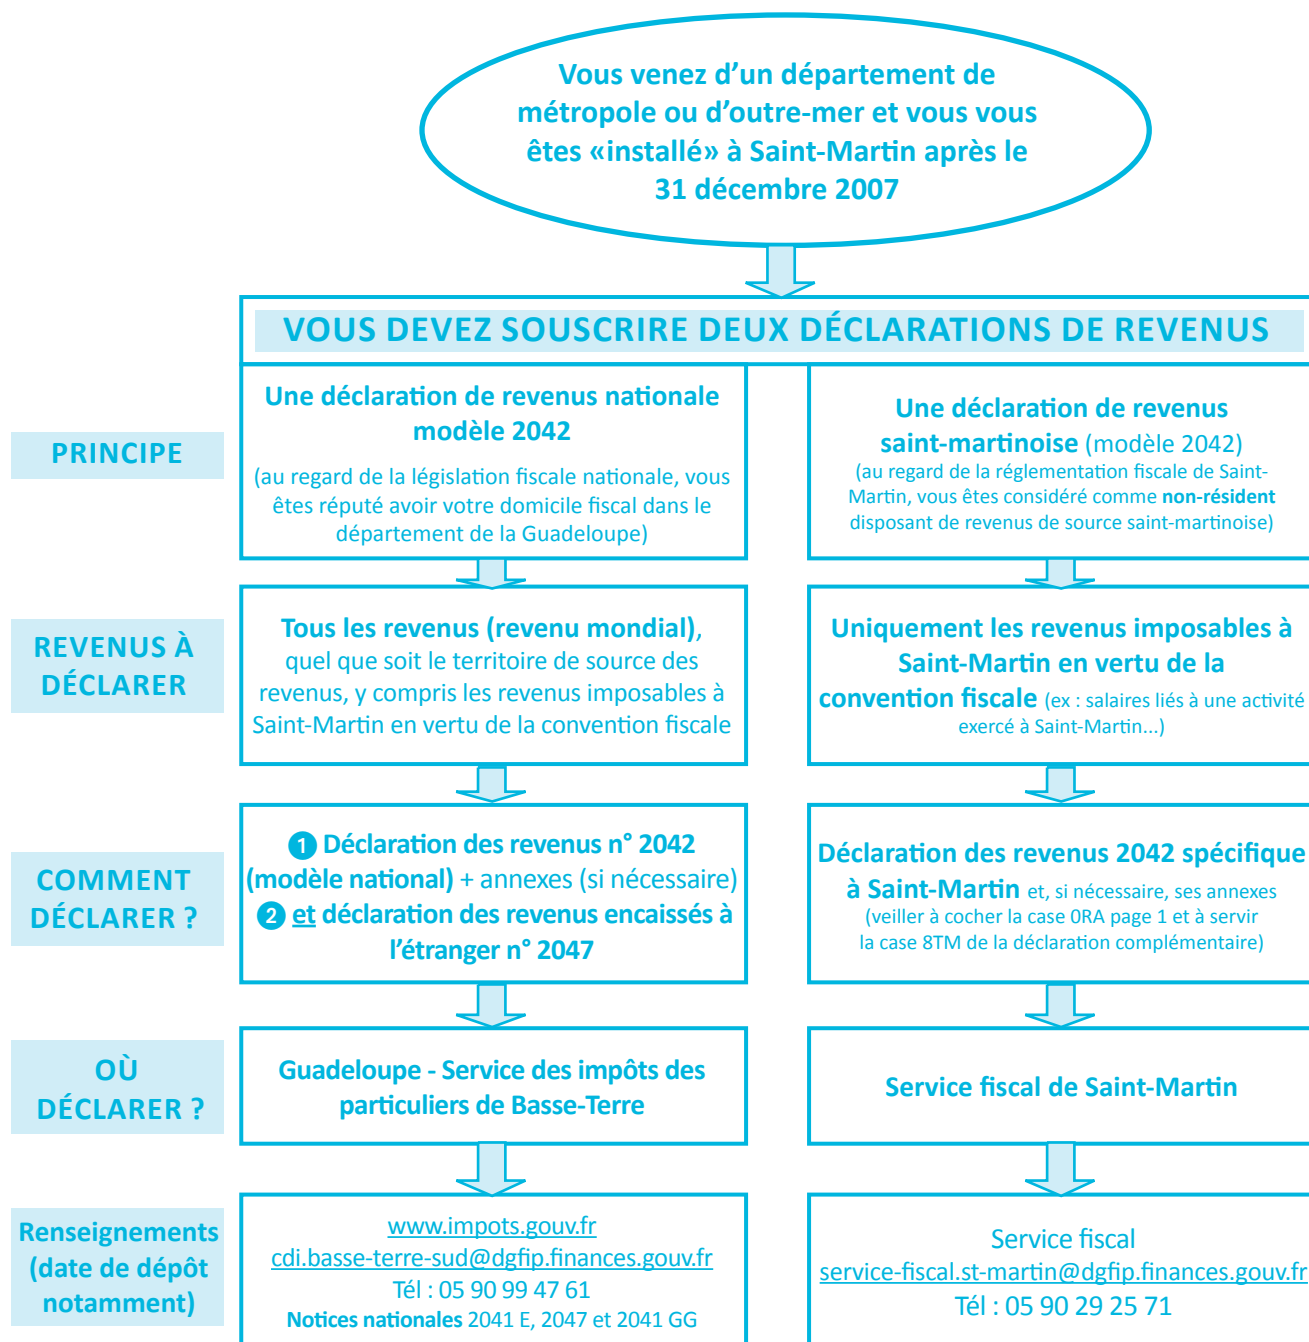 Vous venez d'un département de
métropole ou d'outre-mer et vous vous
êtes «installé» à Saint-Martin après le
31 décembre 2007
VOUS DEVEZ SOUSCRIRE DEUX DÉCLARATIONS DE REVENUS
PRINCIPE
Une déclaration de revenus nationale
modèle 2042
(au regard de la législation fiscale nationale, vous
êtes réputé avoir votre domicile fiscal dans le
département de la Guadeloupe)
Une déclaration de revenus
saint-martinoise (modèle 2042)
(au regard de la réglementation fiscale de Saint-
Martin, vous êtes considéré comme non-résident
disposant de revenus de source saint-martinoise)
REVENUS À
DÉCLARER
Tous les revenus (revenu mondial),
quel que soit le territoire de source des
revenus, y compris les revenus imposables à
Saint-Martin en vertu de la convention fiscale
Uniquement les revenus imposables à
Saint-Martin en vertu de la
convention fiscale (ex : salaires liés à une activité
exercé à Saint-Martin...)
COMMENT
DÉCLARER ?
1 Déclaration des revenus n° 2042
(modèle national) + annexes (si nécessaire)
2 et déclaration des revenus encaissés à
l'étranger n° 2047
Déclaration des revenus 2042 spécifique
à Saint-Martin et, si nécessaire, ses annexes
(veiller à cocher la case 0RA page 1 et à servir
la case 8TM de la déclaration complémentaire)
OÙ
DÉCLARER ?
Guadeloupe - Service des impôts des
particuliers de Basse-Terre
Service fiscal de Saint-Martin
Renseignements
(date de dépôt
notamment)
www.impots.gouv.fr
cdi.basse-terre-sud@dgfip.finances.gouv.fr
Tél : 05 90 99 47 61
Notices nationales 2041 E, 2047 et 2041 GG
Service fiscal
service-fiscal.st-martin@dgfip.finances.gouv.fr
Tél : 05 90 29 25 71